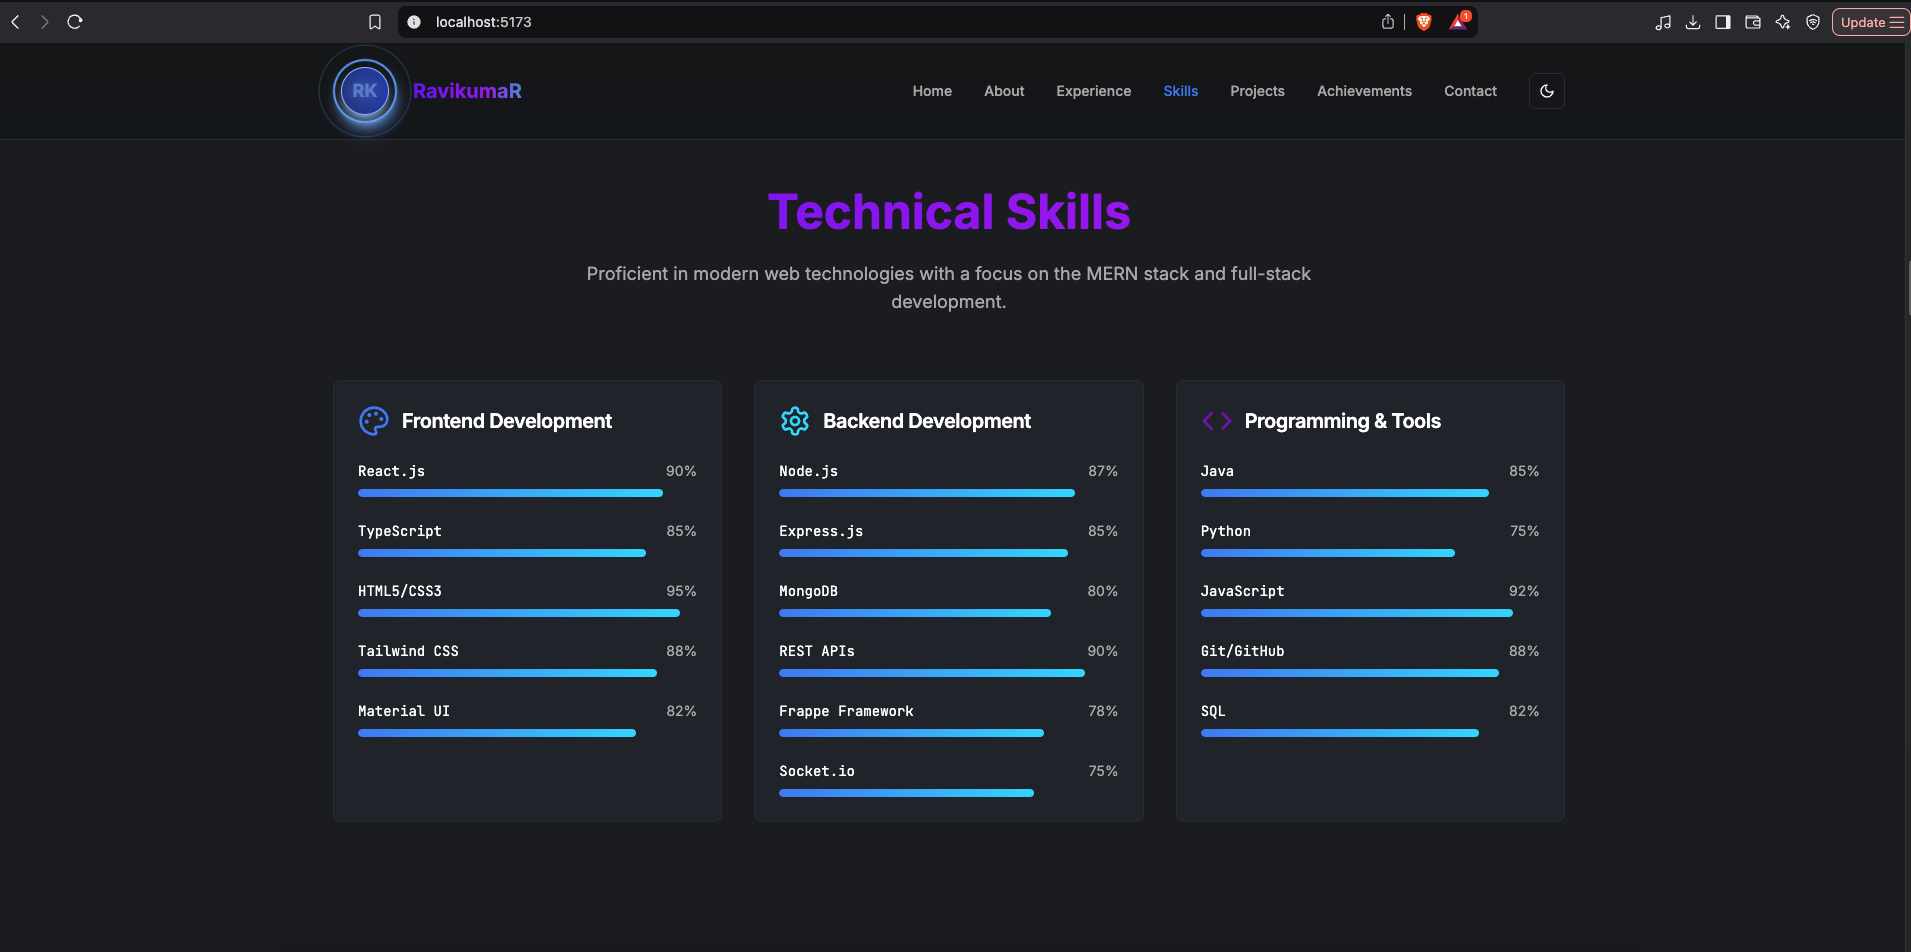 localhost:5173
1
Update
RK
RavikumaR
Home
About
Experience
Skills
Projects
Achievements
Contact
Technical Skills
Proficient in modern web technologies with a focus on the MERN stack and full-stack
development.
Frontend Development
React.js 90%
TypeScript 85%
HTML5/CSS3 95%
Tailwind CSS 88%
Material UI 82%
Backend Development
Node.js 87%
Express.js 85%
MongoDB 80%
REST APIs 90%
Frappe Framework 78%
Socket.io 75%
Programming & Tools
Java 85%
Python 75%
JavaScript 92%
Git/GitHub 88%
SQL 82%